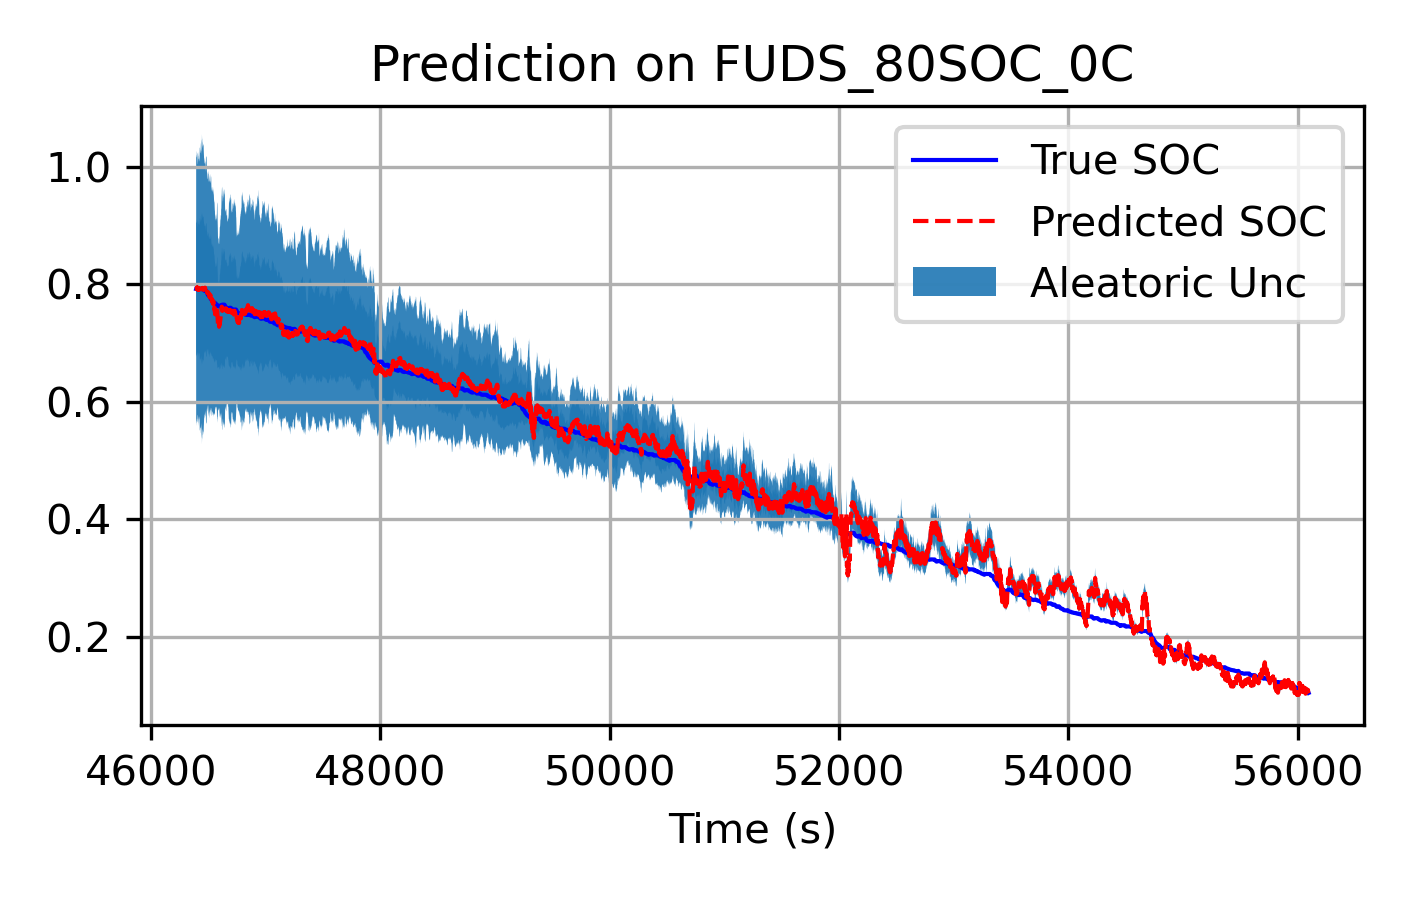 Prediction on FUDS_80SOC_0C
True SOC
Predicted SOC
Aleatoric Unc
1.0
0.8
0.6
0.4
0.2
46000 48000 50000 52000 54000 56000
Time (s)